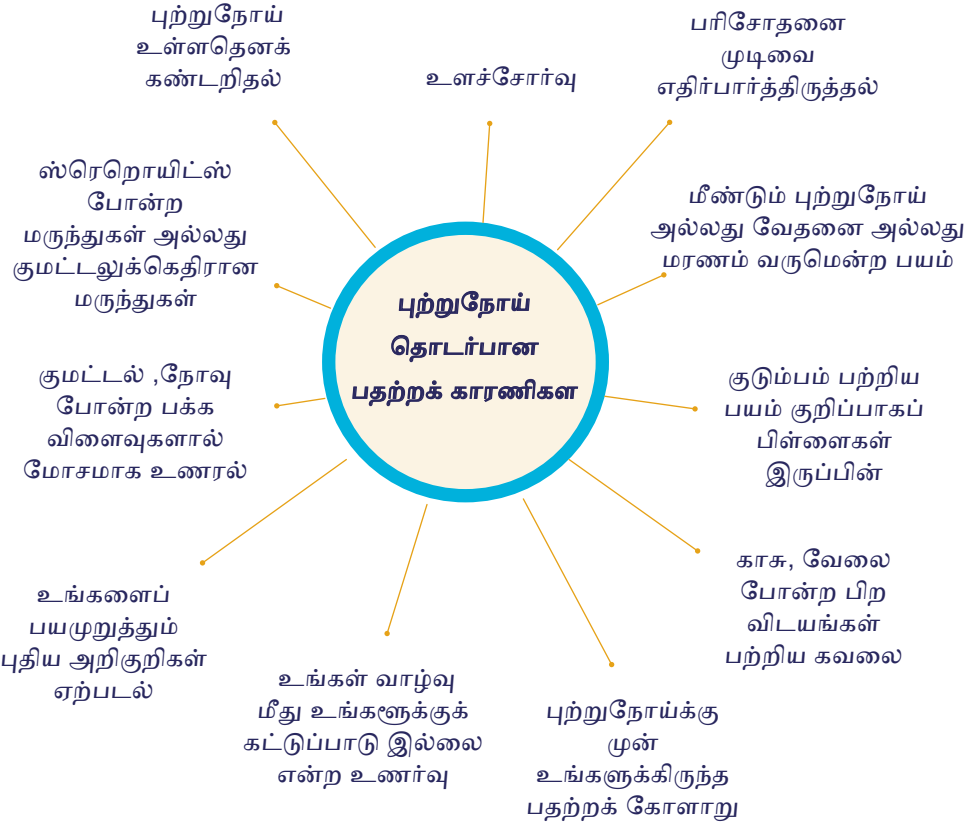 புற்றுநோய்
உள்ளதெனக்
கண்டறிதல்
உளச்சோர்வு
பரிசோதனை
முடிவை
எதிர்பார்த்திருத்தல்
ஸ்ரெறொயிட்ஸ்
போன்ற
மருந்துகள் அல்லது
குமட்டலுக்கெதிரான
மருந்துகள்
மீண்டும் புற்றுநோய்
அல்லது வேதனை அல்லது
மரணம் வருமென்ற பயம்
புற்றுநோய்
தொடர்பான
பதற்றக் காரணிகள
குமட்டல் ,நோவு
போன்ற பக்க
விளைவுகளால்
மோசமாக உணரல்
குடும்பம் பற்றிய
பயம் குறிப்பாகப்
பிள்ளைகள்
இருப்பின்
காசு, வேலை
போன்ற பிற
விடயங்கள்
பற்றிய கவலை
உங்களைப்
பயமுறுத்தும்
புதிய அறிகுறிகள்
ஏற்படல்
உங்கள் வாழ்வு
மீது உங்களூக்குக்
கட்டுப்பாடு இல்லை
என்ற உணர்வு
புற்றுநோய்க்கு
முன்
உங்களுக்கிருந்த
பதற்றக் கோளாறு